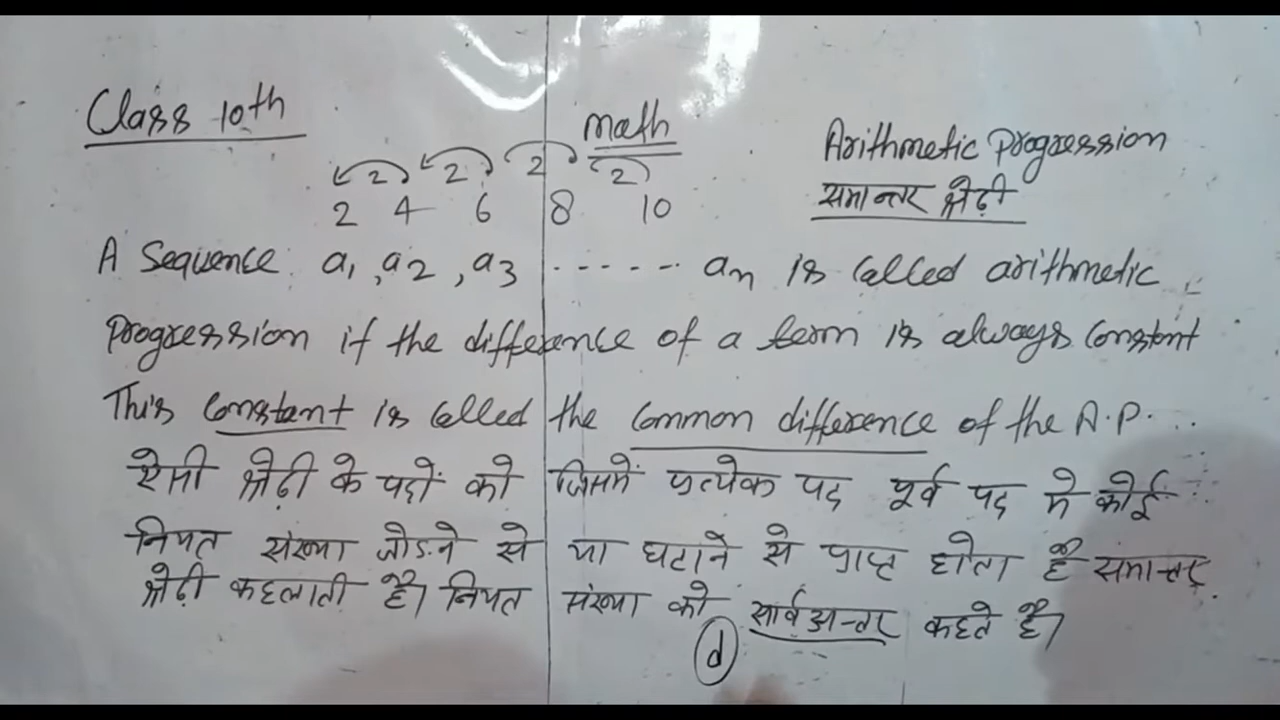 Class 10th
Math
Arithmetic Progression
समान्तर श्रेढ़ी
2 2 2 2
2 4 6 8 10
A Sequence a₁, a₂, a₃ ...... aₙ is called arithmetic
Progression if the difference of a term is always constant
This constant is called the common difference of the A.P. ...
ऐसी श्रेढ़ी के पदों को जिसमें प्रत्येक पद पूर्व पद मे कोई
नियत संख्या जोड़ने से या घटाने से प्राप्त होता है समान्तर
श्रेढ़ी कहलाती है। नियत संख्या को सार्वअन्तर कहते है।
d